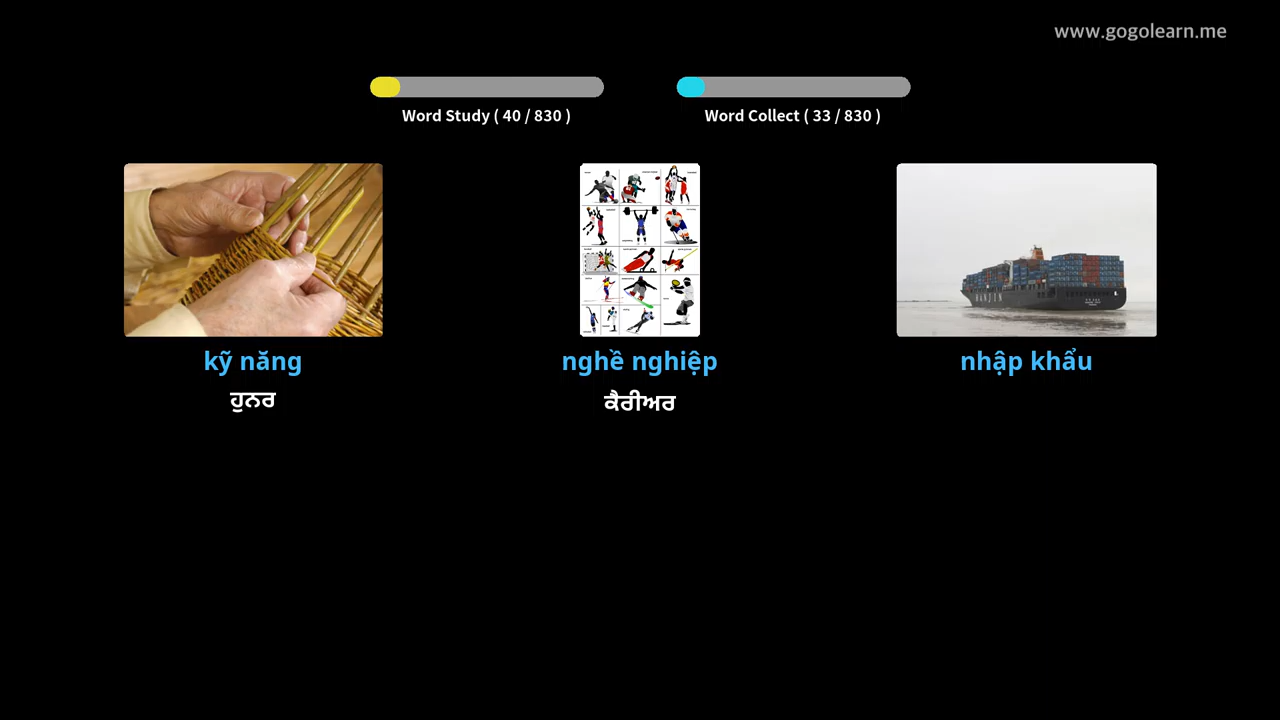 www.gogolearn.me
Word Study ( 40 / 830 )
Word Collect ( 33 / 830 )
HANJIN
kỹ năng
nghề nghiệp
nhập khẩu
ਹੁਨਰ
ਕੈਰੀਅਰ